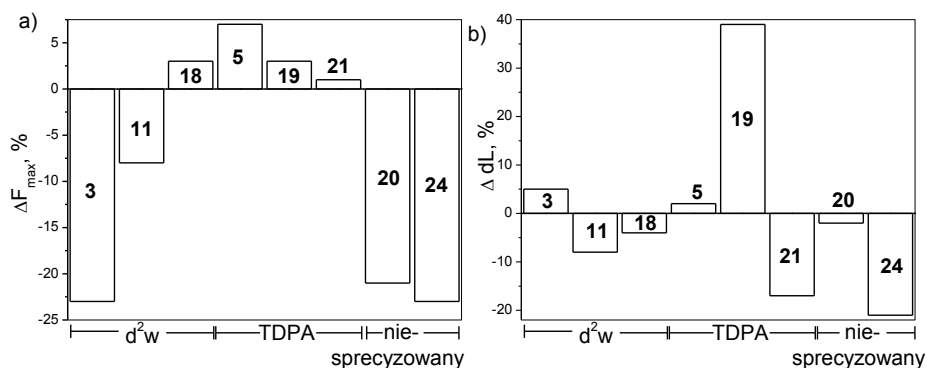 a)
ΔF_max, %
5
0
-5
-10
-15
-20
-25
3
11
18
5
19
21
20
24
d²w
TDPA
nie-
sprecyzowany
b)
Δ dL, %
40
30
20
10
0
-10
-20
3
11
18
5
19
21
20
24
d²w
TDPA
nie-
sprecyzowany